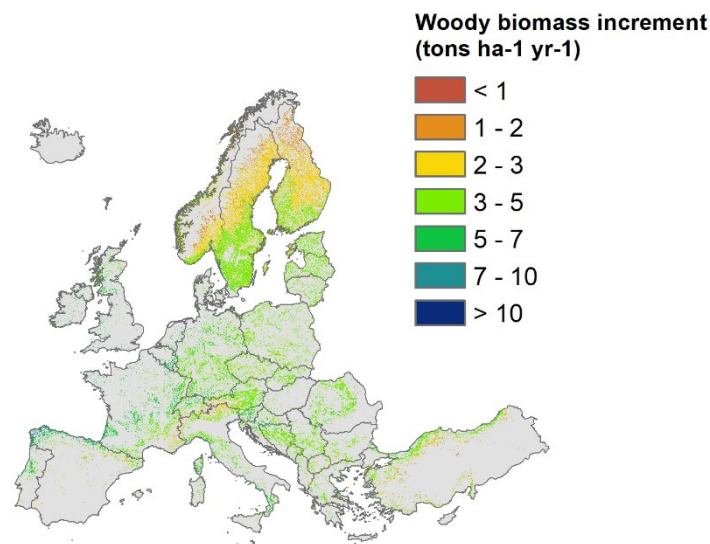 Woody biomass increment
(tons ha-1 yr-1)
< 1
1 - 2
2 - 3
3 - 5
5 - 7
7 - 10
> 10